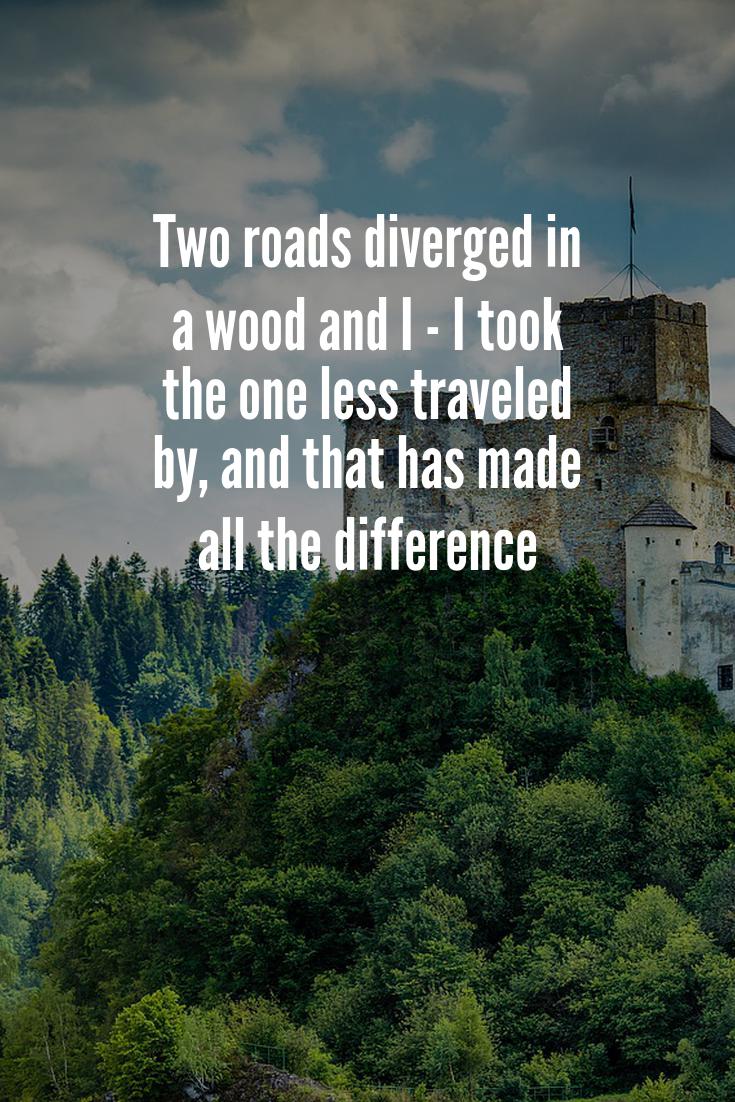 Two roads diverged in
a wood and I - I took
the one less traveled
by, and that has made
all the difference